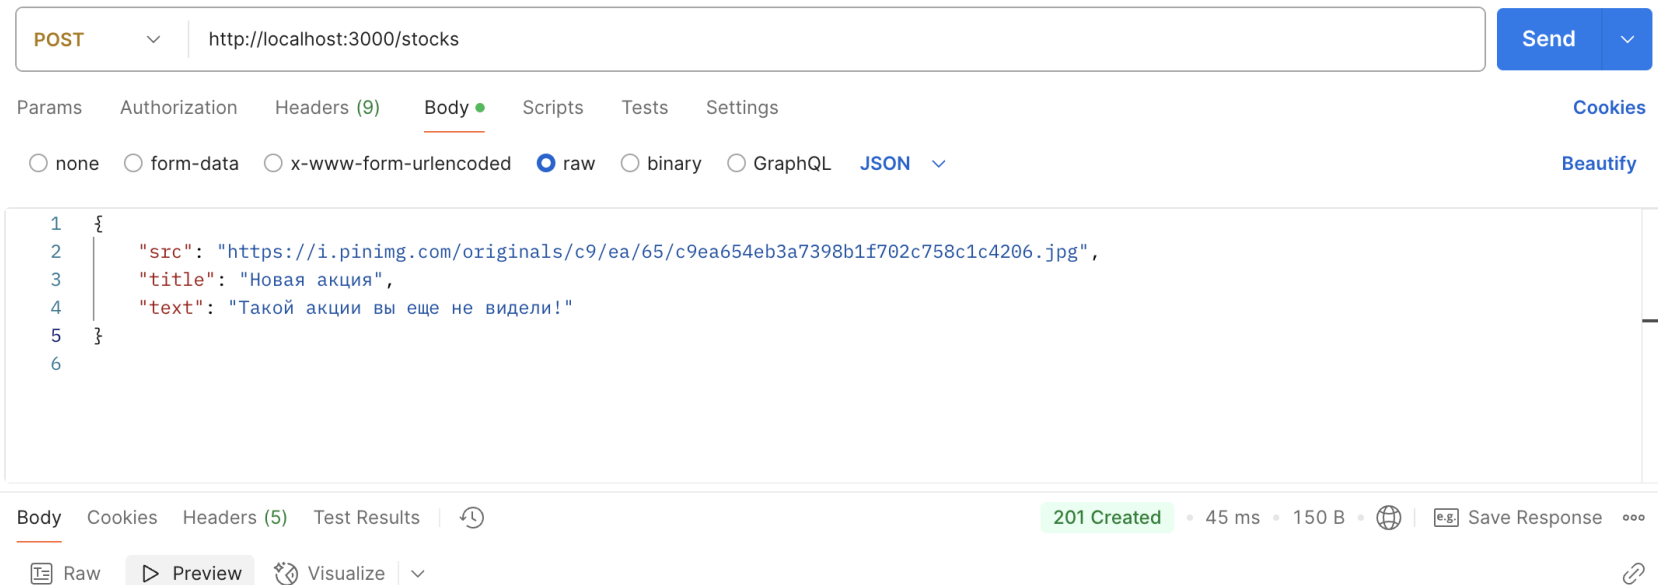 POST http://localhost:3000/stocks Send
Params Authorization Headers (9) Body Scripts Tests Settings Cookies
none form-data x-www-form-urlencoded raw binary GraphQL JSON Beautify
1 {
2 "src": "https://i.pinimg.com/originals/c9/ea/65/c9ea654eb3a7398b1f702c758c1c4206.jpg",
3 "title": "Новая акция",
4 "text": "Такой акции вы еще не видели!"
5 }
6
Body Cookies Headers (5) Test Results 201 Created • 45 ms • 150 B • e.g. Save Response
Raw Preview Visualize